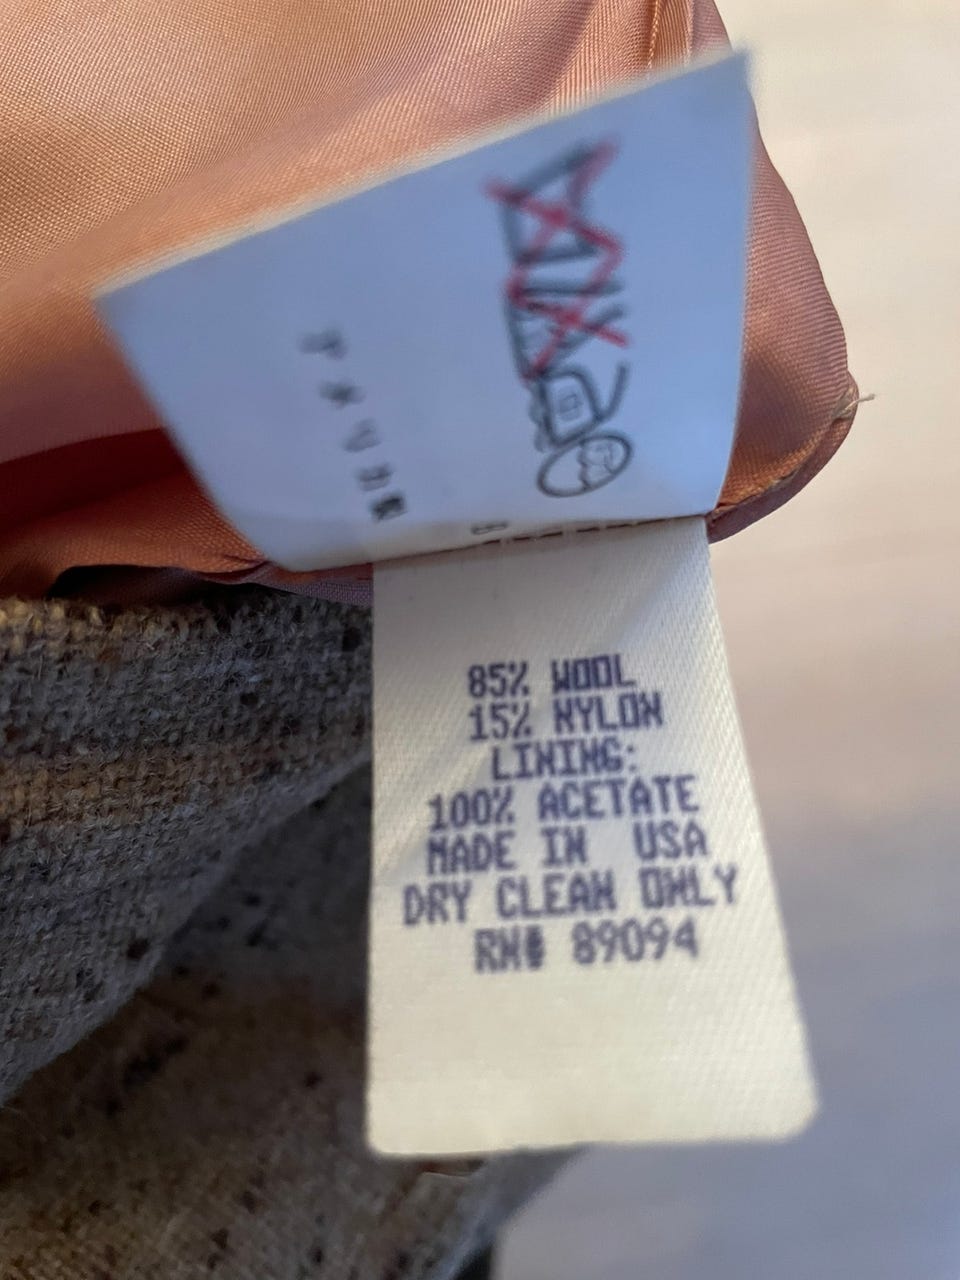 85% WOOL
15% NYLON
LINING:
100% ACETATE
MADE IN USA
DRY CLEAN ONLY
RN# 89094